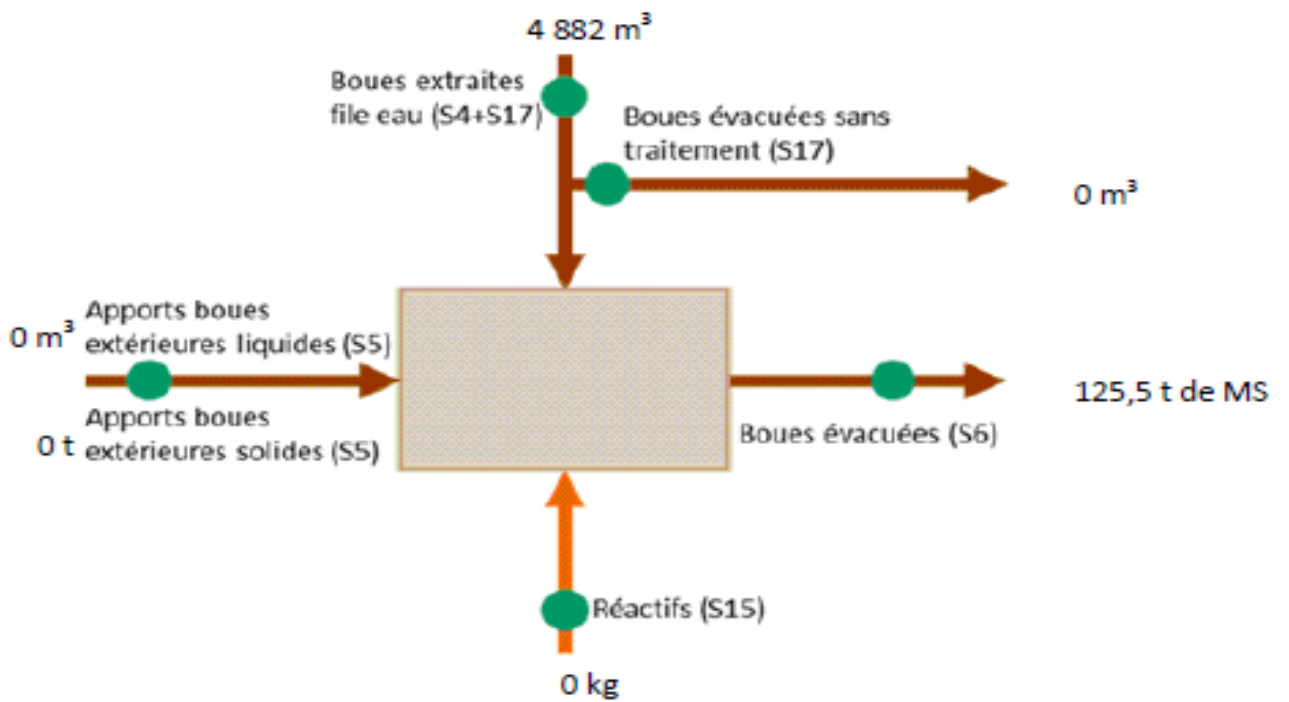 4 882 m³
Boues extraites
file eau (S4+S17)
Boues évacuées sans
traitement (S17)
0 m³
0 m³
Apports boues
extérieures liquides (S5)
Apports boues
extérieures solides (S5)
0 t
125,5 t de MS
Boues évacuées (S6)
Réactifs (S15)
0 kg